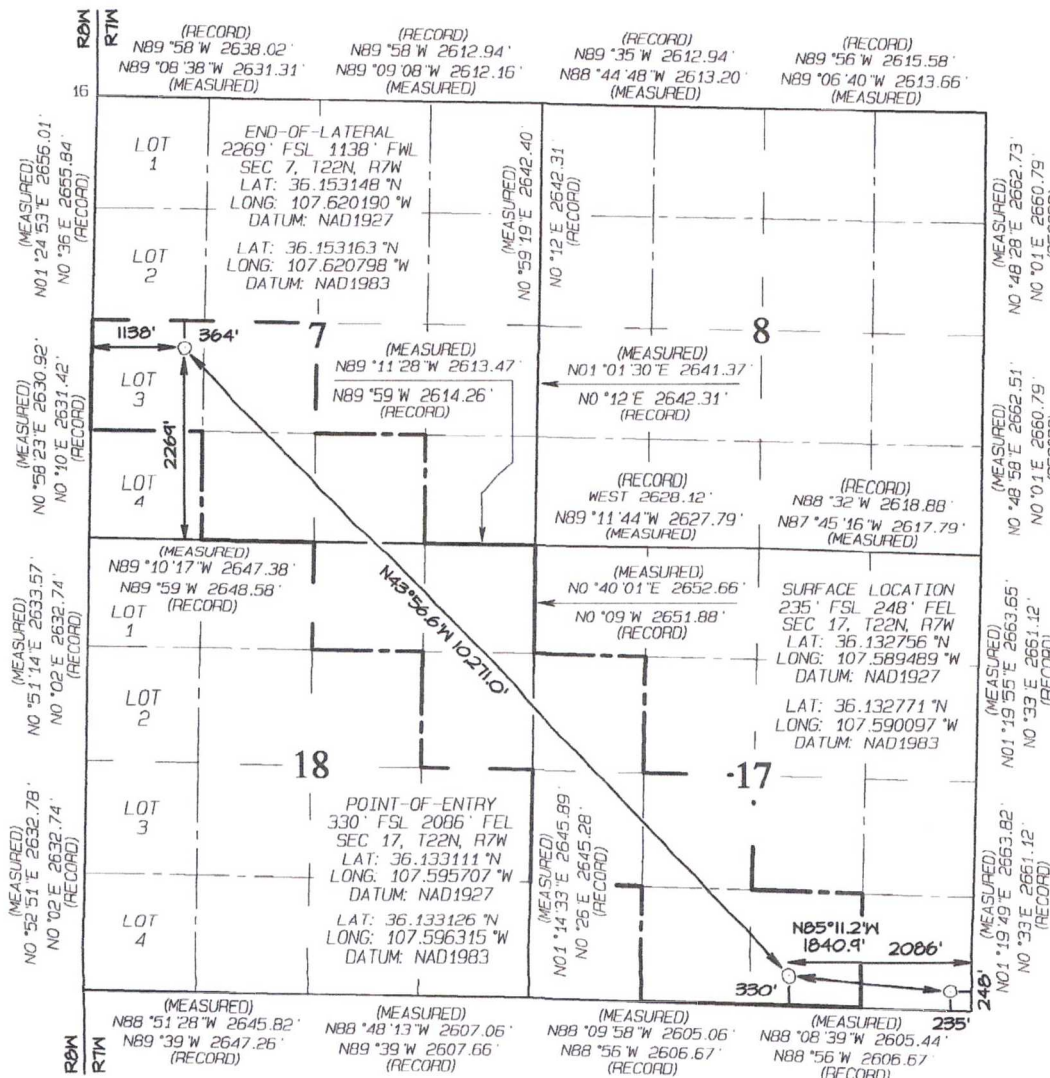 R8W
R7W
16
(RECORD)
N89°58'W 2638.02'
N89°08'38"W 2631.31'
(MEASURED)
(RECORD)
N89°58'W 2612.94'
N89°09'08"W 2612.16'
(MEASURED)
(RECORD)
N89°35'W 2612.94'
N88°44'48"W 2613.20'
(MEASURED)
(RECORD)
N89°56'W 2615.58'
N89°06'40"W 2613.66'
(MEASURED)
(MEASURED)
N01°24'53"E 2656.01'
N0°36'E 2655.84'
(RECORD)
LOT
1
LOT
2
END-OF-LATERAL
2269' FSL 1138' FWL
SEC 7, T22N, R7W
LAT: 36.153148°N
LONG: 107.620190°W
DATUM: NAD1927
LAT: 36.153163°N
LONG: 107.620798°W
DATUM: NAD1983
(MEASURED)
N0°59'19"E 2642.40'
N0°12'E 2642.31'
(RECORD)
(MEASURED)
N0°48'28"E 2662.73'
N0°01'E 2660.79'
(RECORD)
1138'
364'
7
8
2269'
(MEASURED)
N0°58'23"E 2630.92'
N0°10'E 2631.42'
(RECORD)
LOT
3
LOT
4
(MEASURED)
N89°11'28"W 2613.47'
N89°59'W 2614.26'
(RECORD)
(MEASURED)
N01°01'30"E 2641.37'
N0°12'E 2642.31'
(RECORD)
(MEASURED)
N0°48'58"E 2662.51'
N0°01'E 2660.79'
(RECORD)
(RECORD)
WEST 2628.12'
N89°11'44"W 2627.79'
(MEASURED)
(RECORD)
N88°32'W 2618.88'
N87°45'16"W 2617.79'
(MEASURED)
(MEASURED)
N89°10'17"W 2647.38'
N89°59'W 2648.58'
(RECORD)
N43°56.6'W 10,271.0'
(MEASURED)
N0°40'01"E 2652.66'
N0°09'W 2651.88'
(RECORD)
SURFACE LOCATION
235' FSL 248' FEL
SEC 17, T22N, R7W
LAT: 36.132756°N
LONG: 107.589489°W
DATUM: NAD1927
LAT: 36.132771°N
LONG: 107.590097°W
DATUM: NAD1983
(MEASURED)
N0°51'14"E 2633.57'
N0°02'E 2632.74'
(RECORD)
LOT
1
LOT
2
(MEASURED)
N01°19'55"E 2663.65'
N0°33'E 2651.12'
(RECORD)
18
17
(MEASURED)
N0°52'51"E 2632.78'
N0°02'E 2632.74'
(RECORD)
LOT
3
LOT
4
POINT-OF-ENTRY
330' FSL 2086' FEL
SEC 17, T22N, R7W
LAT: 36.133111°N
LONG: 107.595707°W
DATUM: NAD1927
LAT: 36.133126°N
LONG: 107.596315°W
DATUM: NAD1983
(MEASURED)
N01°14'33"E 2645.89'
N0°26'E 2645.28'
(RECORD)
N85°11.2'W
1840.9'
2086'
330'
248'
235'
(MEASURED)
N01°19'49"E 2663.82'
N0°33'E 2651.12'
(RECORD)
R8W
R7W
(MEASURED)
N88°51'28"W 2645.82'
N89°39'W 2647.26'
(RECORD)
(MEASURED)
N88°48'13"W 2607.06'
N89°39'W 2607.66'
(RECORD)
(MEASURED)
N88°09'58"W 2605.06'
N88°56'W 2606.67'
(RECORD)
(MEASURED)
N88°08'39"W 2605.44'
N88°56'W 2606.67'
(RECORD)